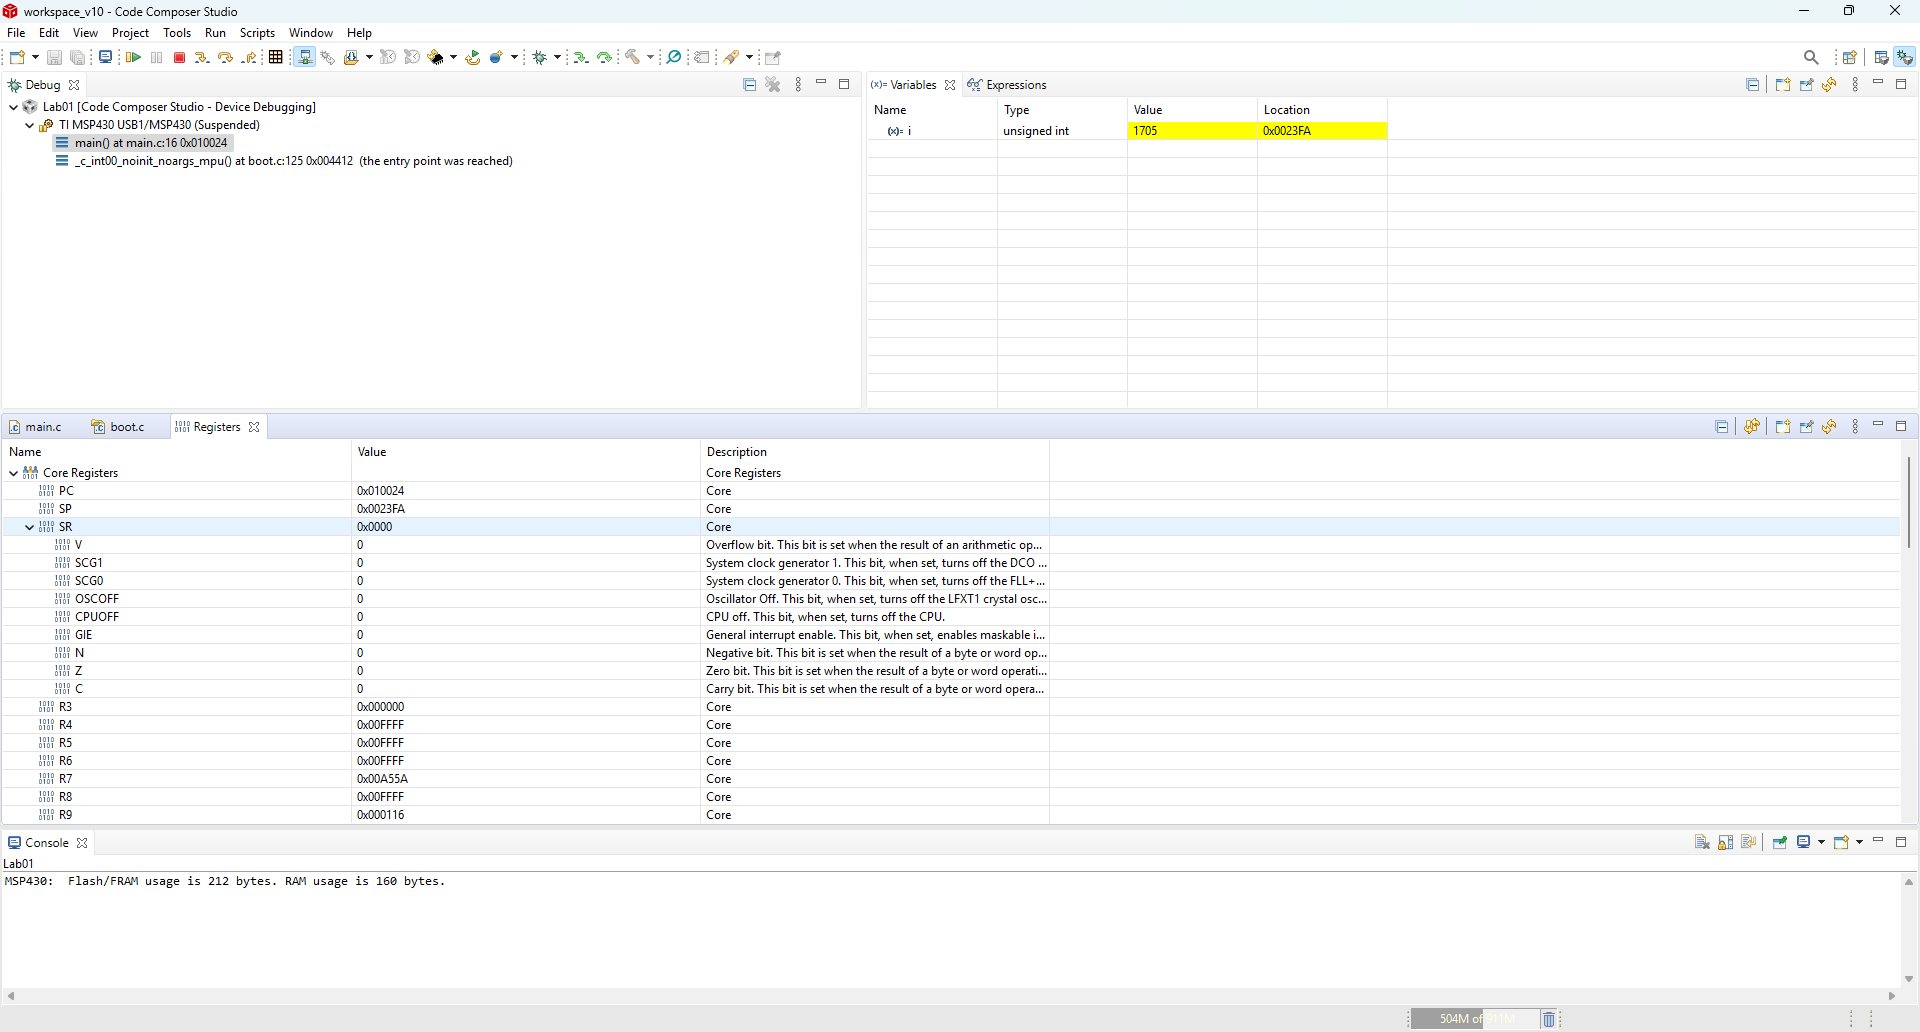 workspace_v10 - Code Composer Studio
File Edit View Project Tools Run Scripts Window Help
Debug
Lab01 [Code Composer Studio - Device Debugging]
TI MSP430 USB1/MSP430 (Suspended)
main() at main.c:16 0x010024
_c_int00_noinit_noargs_mpu() at boot.c:125 0x004412 (the entry point was reached)
(x)= Variables Expressions
Name Type Value Location
(x)= i unsigned int 1705 0x0023FA
main.c boot.c Registers
Name Value Description
Core Registers Core Registers
PC 0x010024 Core
SP 0x0023FA Core
SR 0x0000 Core
V 0 Overflow bit. This bit is set when the result of an arithmetic op...
SCG1 0 System clock generator 1. This bit, when set, turns off the DCO ...
SCG0 0 System clock generator 0. This bit, when set, turns off the FLL+...
OSCOFF 0 Oscillator Off. This bit, when set, turns off the LFXT1 crystal osc...
CPUOFF 0 CPU off. This bit, when set, turns off the CPU.
GIE 0 General interrupt enable. This bit, when set, enables maskable i...
N 0 Negative bit. This bit is set when the result of a byte or word op...
Z 0 Zero bit. This bit is set when the result of a byte or word operati...
C 0 Carry bit. This bit is set when the result of a byte or word opera...
R3 0x000000 Core
R4 0x00FFFF Core
R5 0x00FFFF Core
R6 0x00FFFF Core
R7 0x00A55A Core
R8 0x00FFFF Core
R9 0x000116 Core
Console
Lab01
MSP430: Flash/FRAM usage is 212 bytes. RAM usage is 160 bytes.
504M of